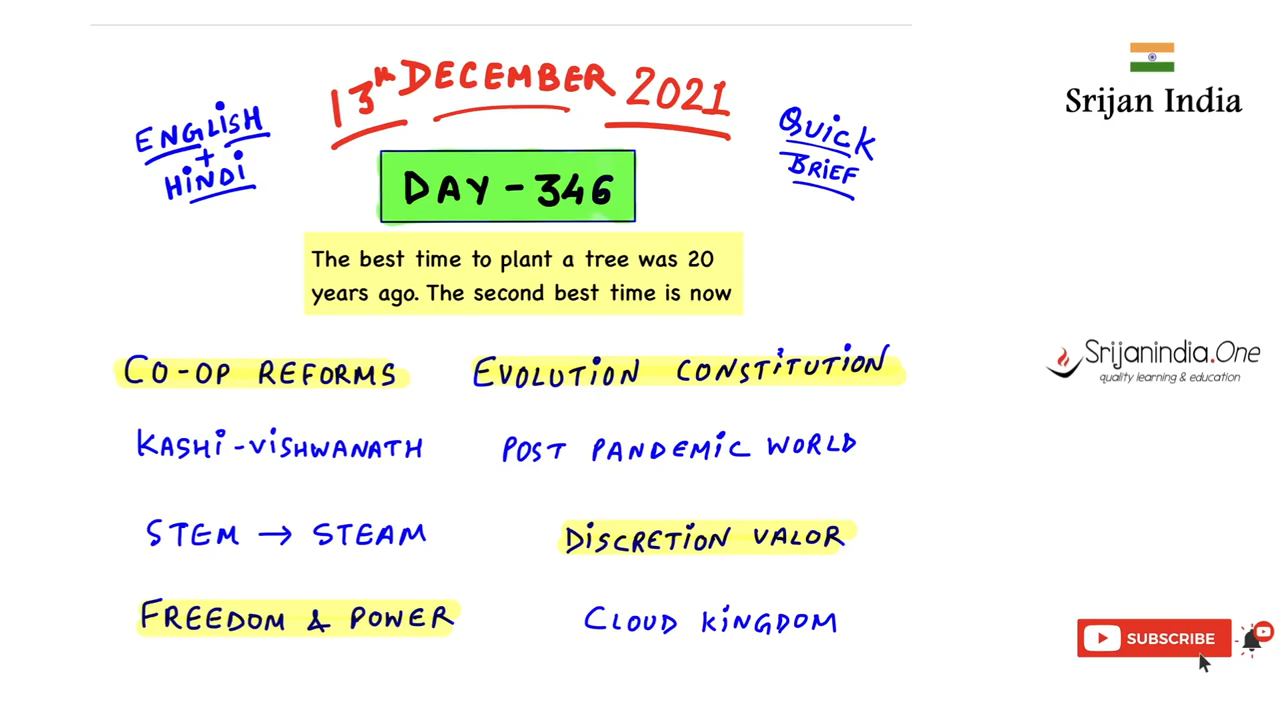 13th DECEMBER 2021
Srijan India
ENGLISH
+
HINDI
QUICK
BRIEF
DAY - 346
The best time to plant a tree was 20
years ago. The second best time is now
CO-OP REFORMS
EVOLUTION CONSTITUTION
Srijanindia.One
quality learning & education
KASHI-VISHWANATH
POST PANDEMIC WORLD
STEM → STEAM
DISCRETION VALOR
FREEDOM & POWER
CLOUD KINGDOM
SUBSCRIBE